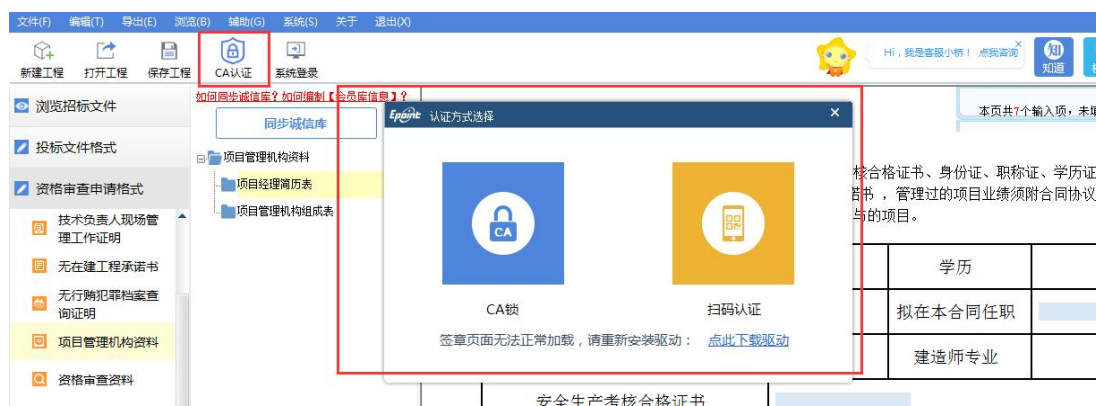 文件(F) 编辑(T) 导出(E) 浏览(B) 辅助(G) 系统(S) 关于 退出(X)
新建工程 打开工程 保存工程 CA认证 系统登录
Hi，我是客服小桥！ 点我咨询
知
知道
浏览招标文件
投标文件格式
资格审查申请格式
技术负责人现场管
理工作证明
无在建工程承诺书
无行贿犯罪档案查
询证明
项目管理机构资料
资格审查资料
如何同步诚信库？如何编制【会员库信息】？
同步诚信库
项目管理机构资料
项目经理简历表
项目管理机构组成表
Epoint 认证方式选择
CA
CA锁
扫码认证
签章页面无法正常加载，请重新安装驱动： 点此下载驱动
本页共7个输入项，未填
核合格证书、身份证、职称证、学历证
诺书 ，管理过的项目业绩须附合同协议
与的项目。
学历
拟在本合同任职
建造师专业
安全生产考核合格证书